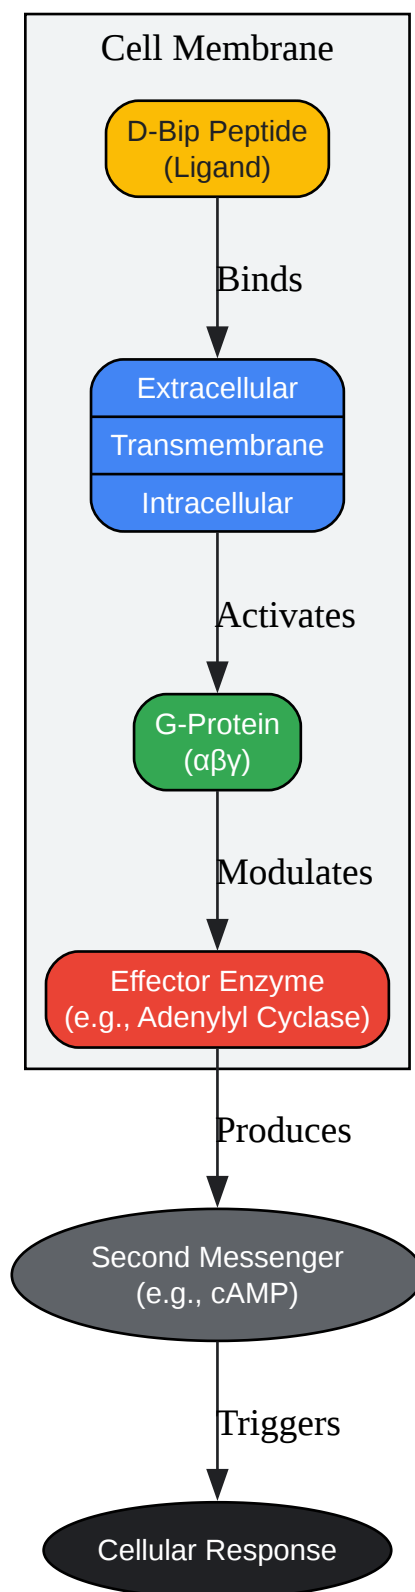 Cell Membrane
D-Bip Peptide
(Ligand)
Binds
Extracellular
Transmembrane
Intracellular
Activates
G-Protein
(αβγ)
Modulates
Effector Enzyme
(e.g., Adenylyl Cyclase)
Produces
Second Messenger
(e.g., cAMP)
Triggers
Cellular Response